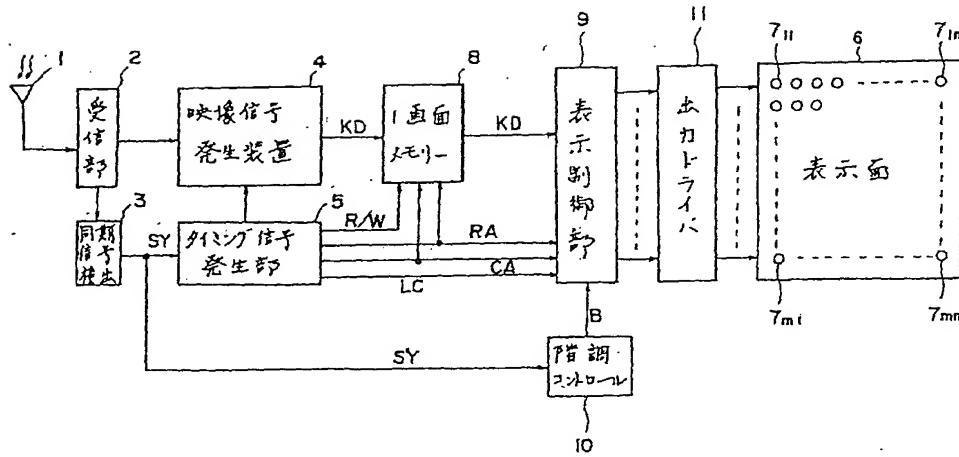 1
2
受信部
3
同期信号検出
SY
4
映像信号
発生装置
KD
5
タイミング信号
発生部
R/W
RA
CA
LC
8
1画面
メモリー
KD
9
表示制御部
B
SY
階調
コントロール
10
11
出力ドライバ
7₁₁
6
7₁ₙ
表示面
7ₘ₁
7ₘₙ